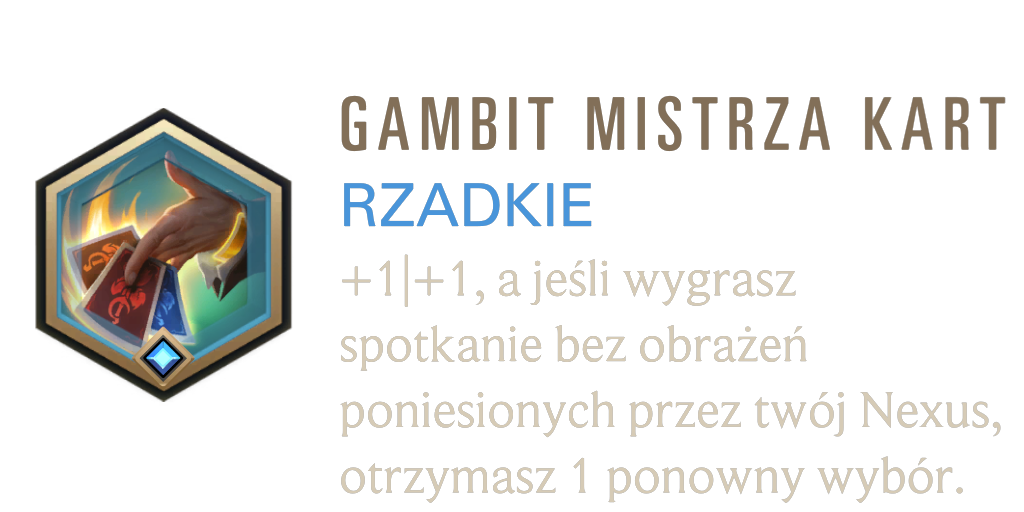 GAMBIT MISTRZA KART
RZADKIE
+1|+1, a jeśli wygrasz
spotkanie bez obrażeń
poniesionych przez twój Nexus,
otrzymasz 1 ponowny wybór.